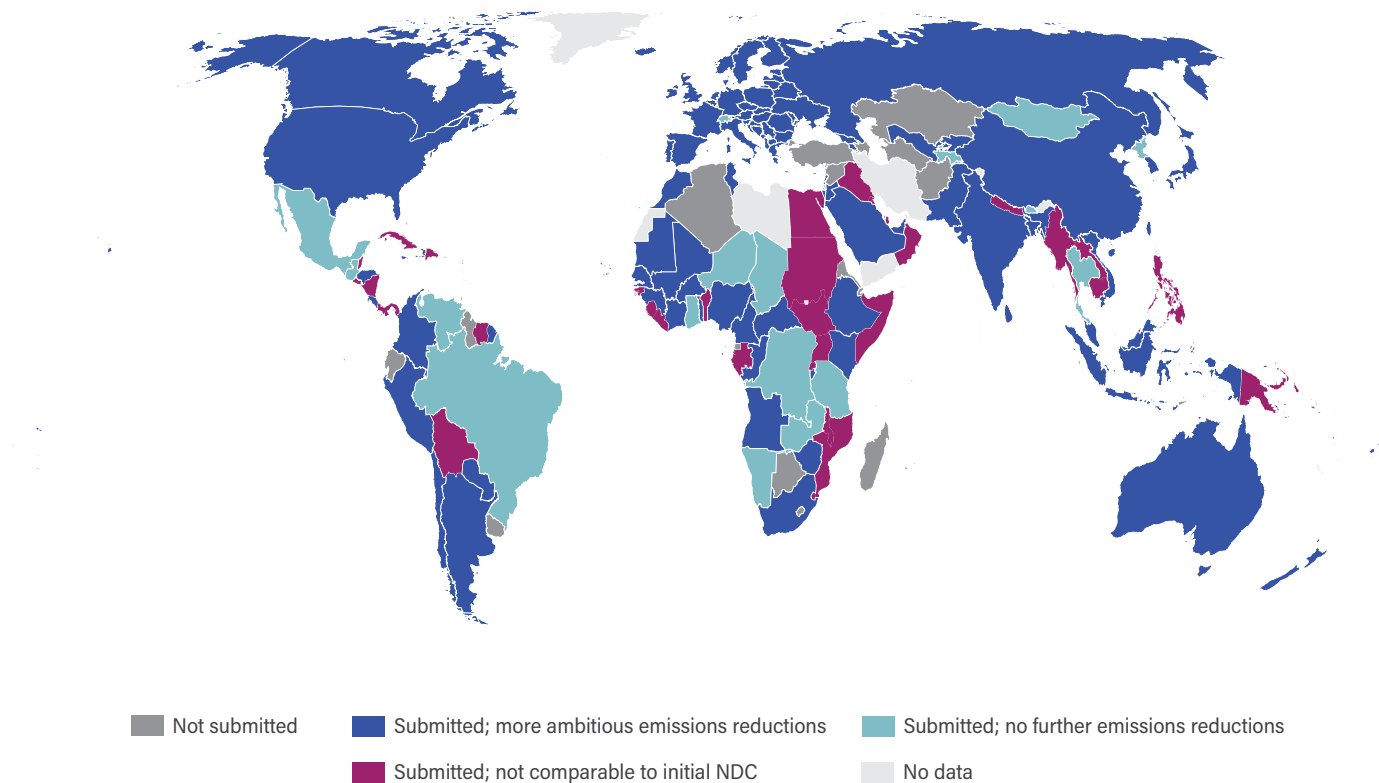 Not submitted
Submitted; more ambitious emissions reductions
Submitted; no further emissions reductions
Submitted; not comparable to initial NDC
No data